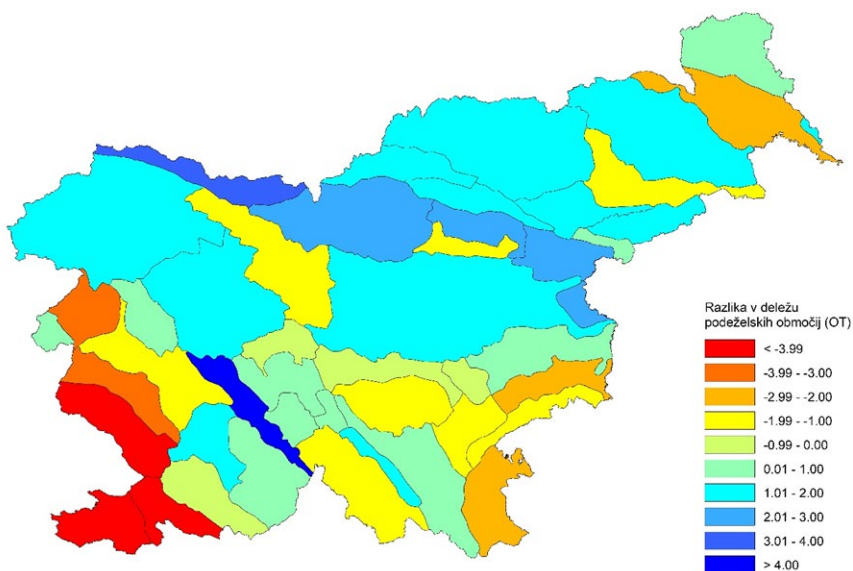 Razlika v deležu
podeželskih območij (OT)
< -3.99
-3.99 - -3.00
-2.99 - -2.00
-1.99 - -1.00
-0.99 - 0.00
0.01 - 1.00
1.01 - 2.00
2.01 - 3.00
3.01 - 4.00
> 4.00